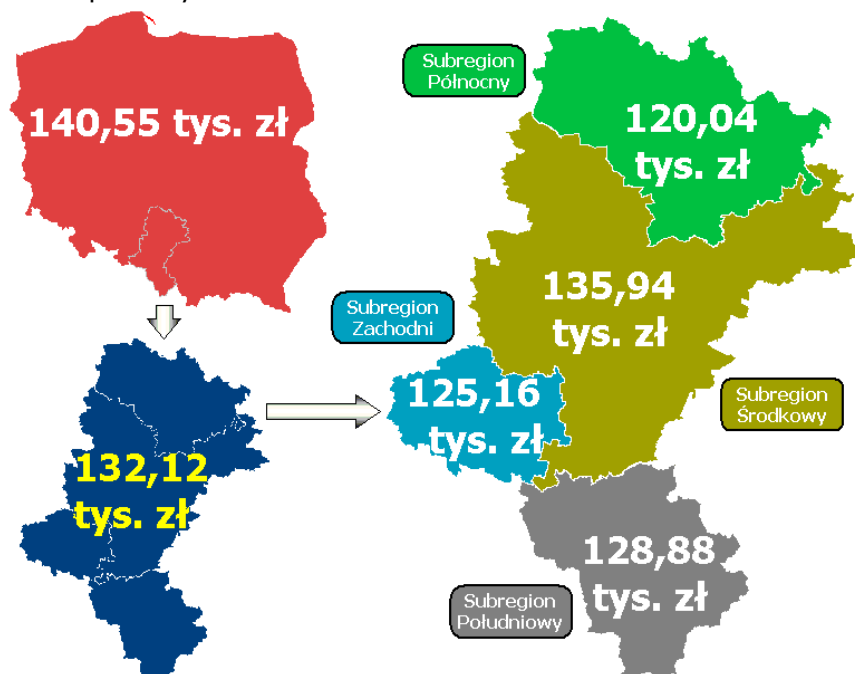 140,55 tys. zł
Subregion
Północny
120,04
tys. zł
135,94
tys. zł
Subregion
Zachodni
125,16
tys. zł
Subregion
Środkowy
132,12
tys. zł
128,88
tys. zł
Subregion
Południowy